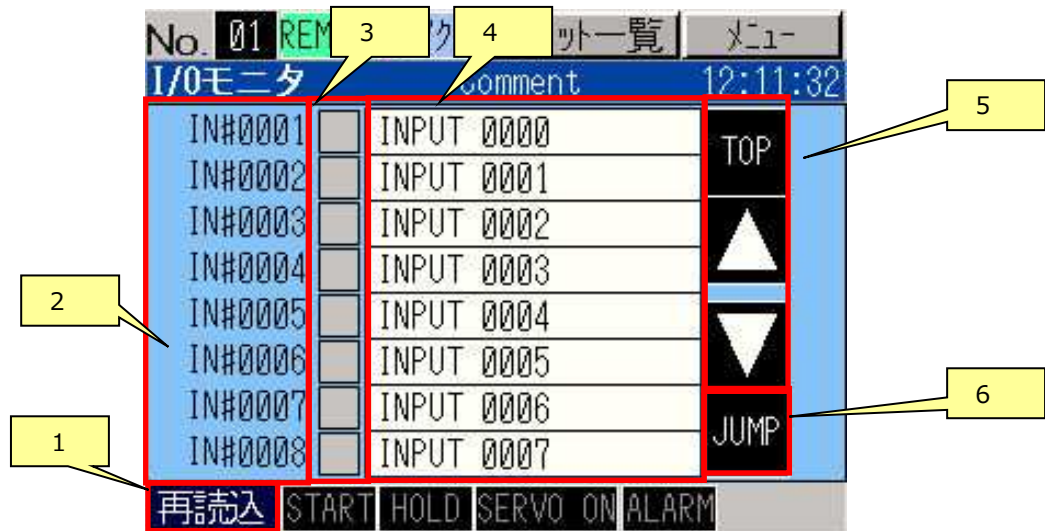 No. 01 REM 3 4 ット一覧 メニュー
I/Oモニタ Comment 12:11:32
IN#0001 INPUT 0000 TOP 5
IN#0002 INPUT 0001
IN#0003 INPUT 0002
IN#0004 INPUT 0003
2 IN#0005 INPUT 0004
IN#0006 INPUT 0005
IN#0007 INPUT 0006 JUMP 6
1 IN#0008 INPUT 0007
再読込 START HOLD SERVO ON ALARM